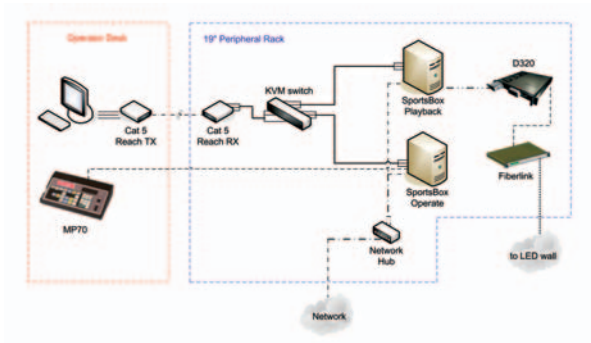 Operator Desk
19" Peripheral Rack
KVM switch
D320
SportsBox
Playback
Cat 5
Reach TX
Cat 5
Reach RX
Fiberlink
SportsBox
Operate
MP70
Network
Hub
to LED wall
Network